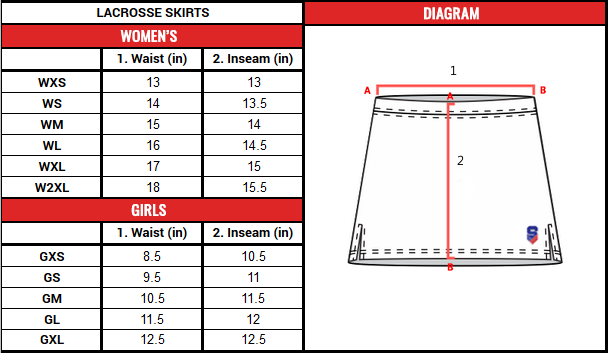 LACROSSE SKIRTS
WOMEN'S
1. Waist (in) 2. Inseam (in)
WXS 13 13
WS 14 13.5
WM 15 14
WL 16 14.5
WXL 17 15
W2XL 18 15.5
GIRLS
1. Waist (in) 2. Inseam (in)
GXS 8.5 10.5
GS 9.5 11
GM 10.5 11.5
GL 11.5 12
GXL 12.5 12.5
DIAGRAM
1
A A B
2
S
B